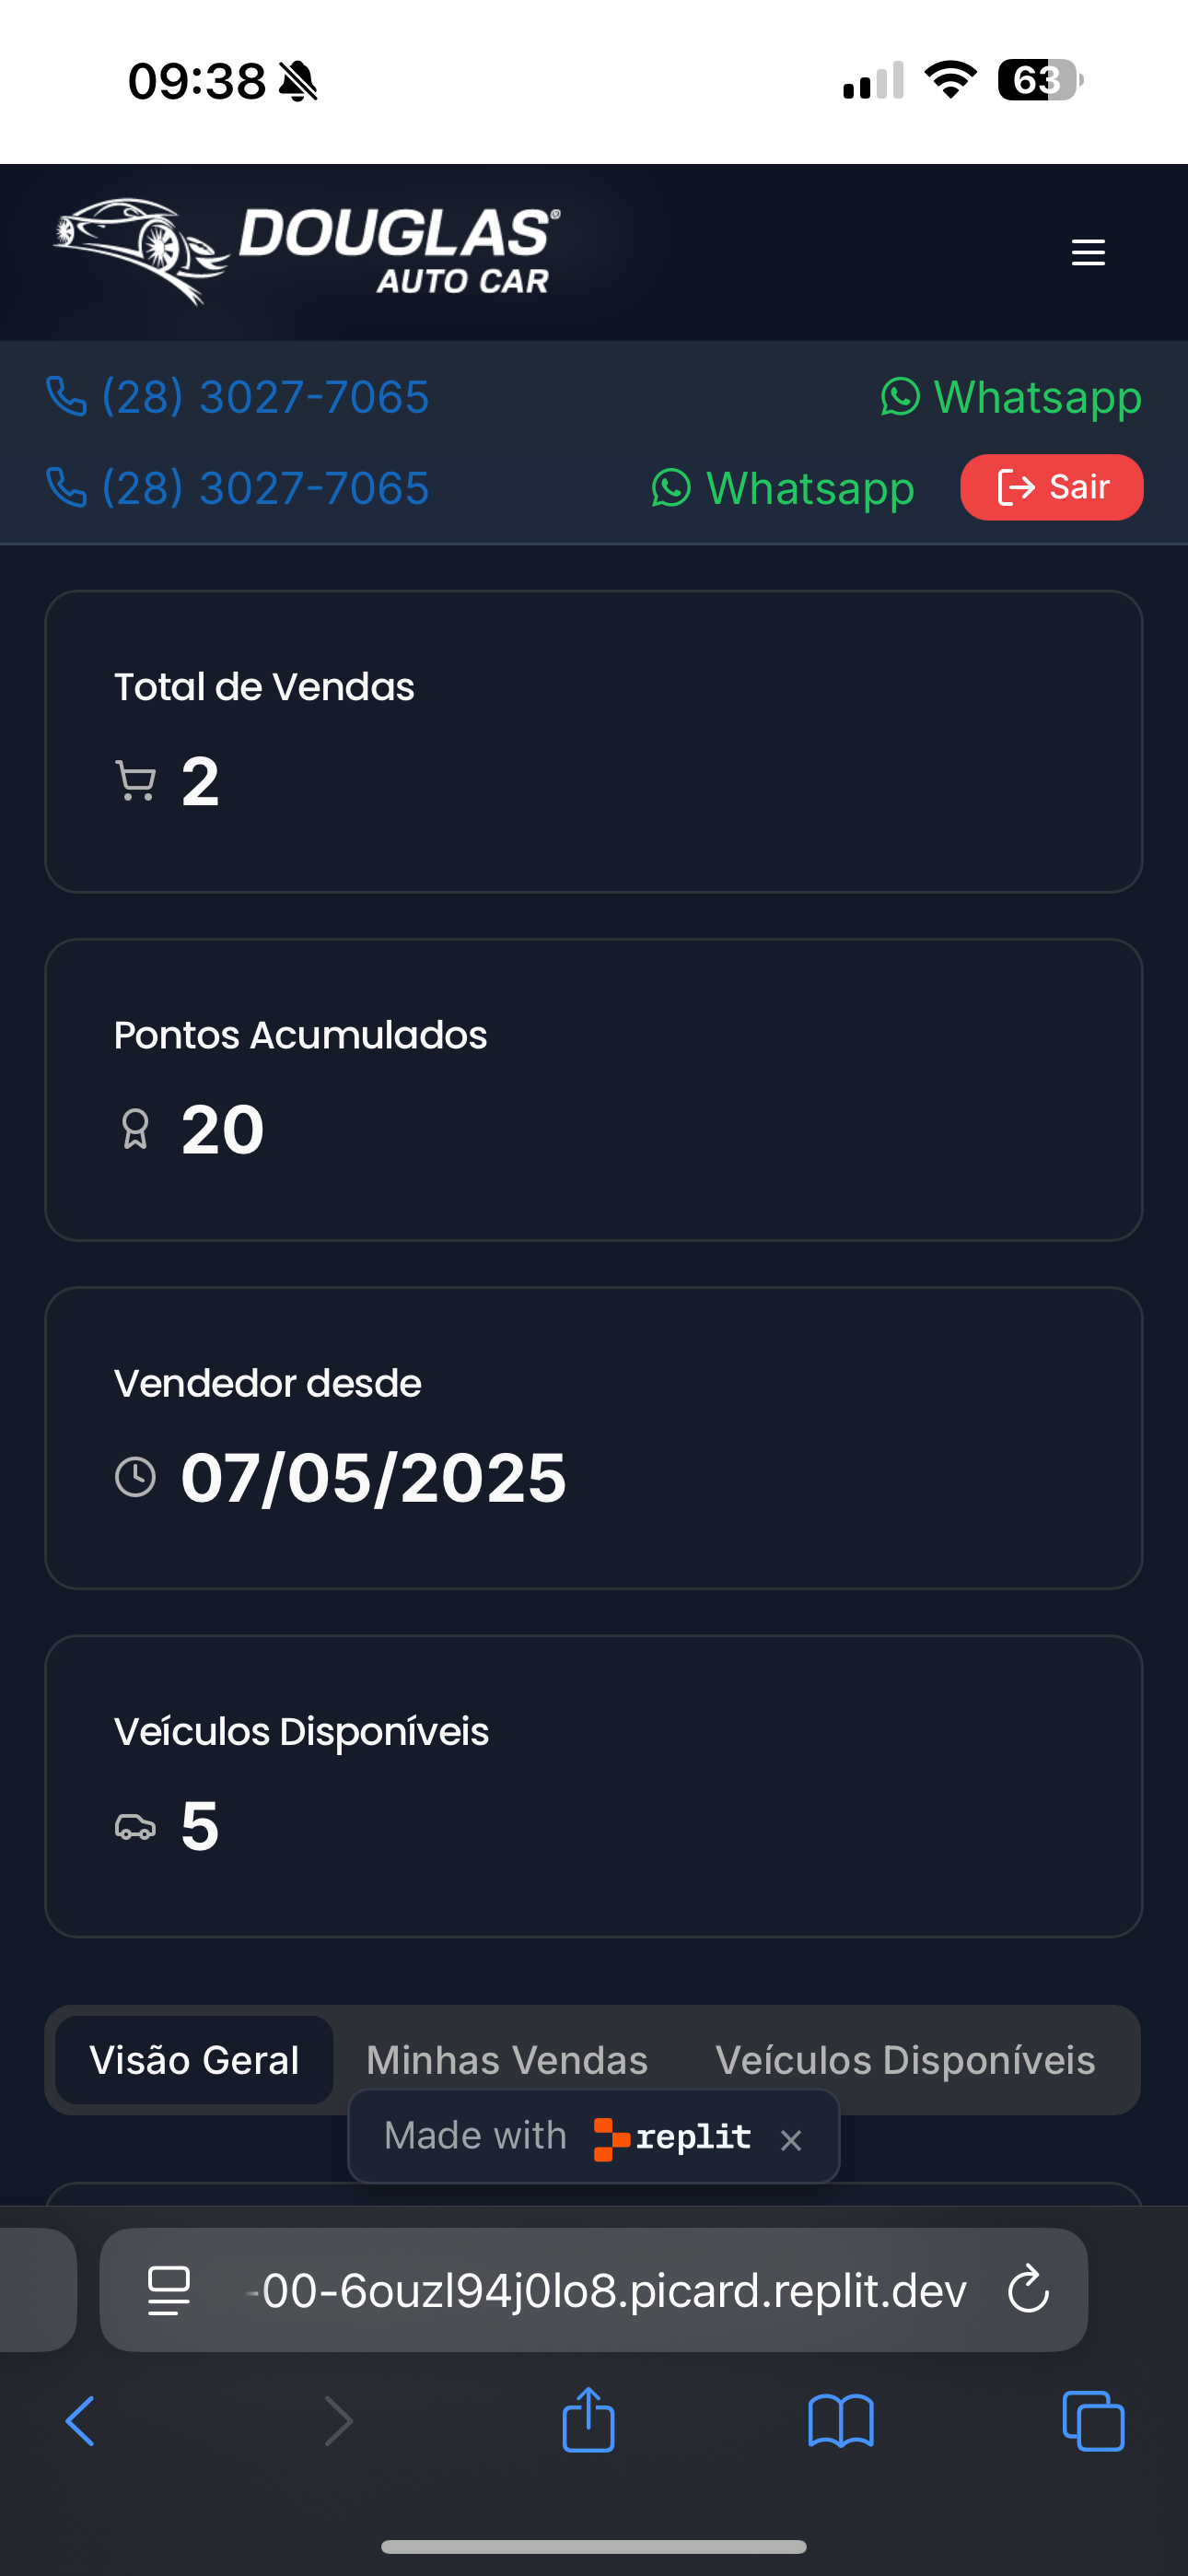 09:38
63
DOUGLAS®
AUTO CAR
(28) 3027-7065 Whatsapp
(28) 3027-7065 Whatsapp Sair
Total de Vendas
2
Pontos Acumulados
20
Vendedor desde
07/05/2025
Veículos Disponíveis
5
Visão Geral Minhas Vendas Veículos Disponíveis
Made with replit ×
-00-6ouzl94j0lo8.picard.replit.dev